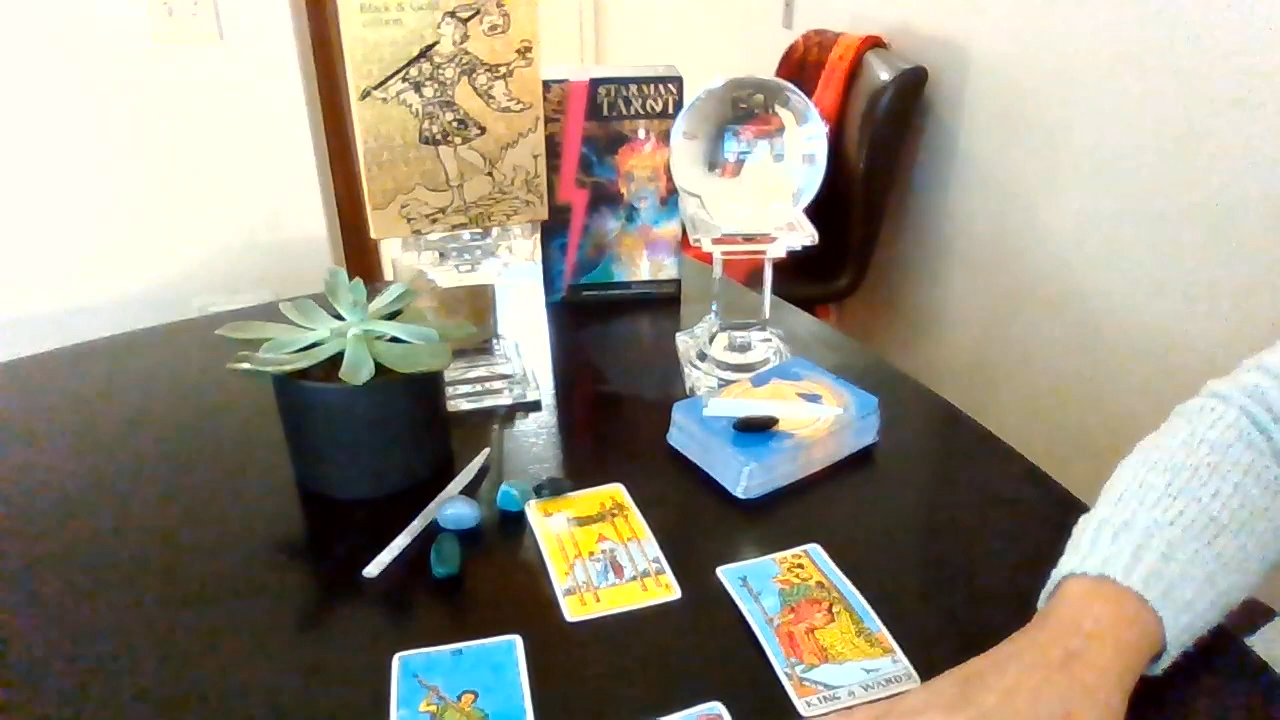 Black & Gold
edition
STARMAN
TAROT
KING of WANDS